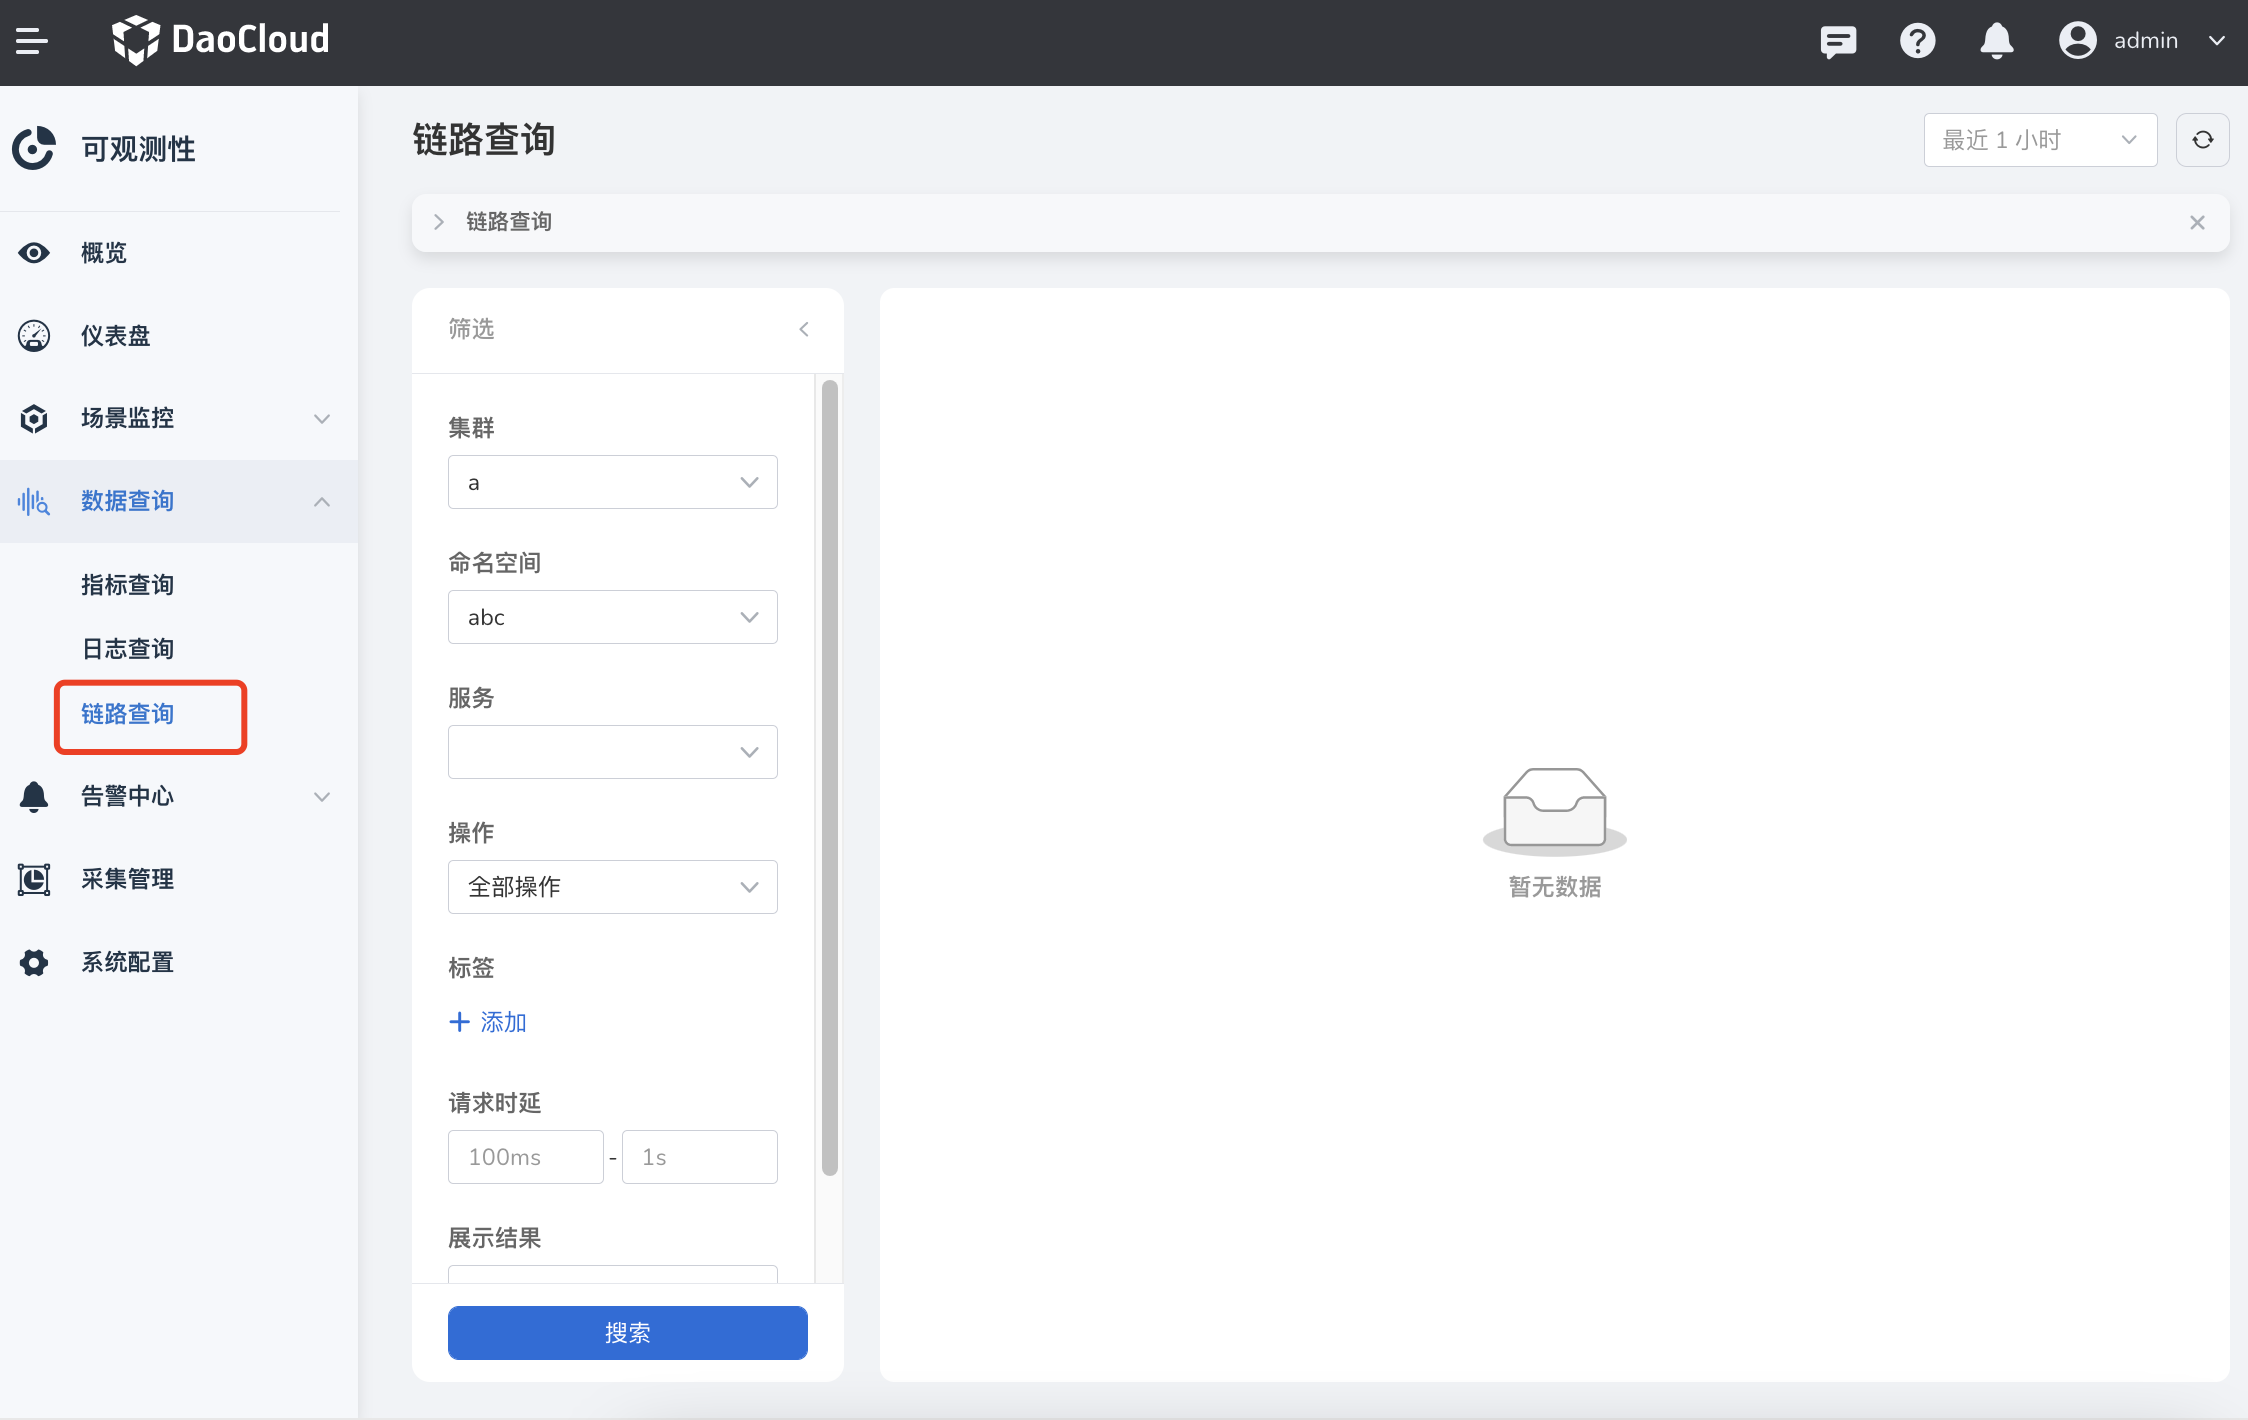 DaoCloud
admin
可观测性
概览
仪表盘
场景监控
数据查询
指标查询
日志查询
链路查询
告警中心
采集管理
系统配置
链路查询
最近 1 小时
链路查询
筛选
集群
a
命名空间
abc
服务
操作
全部操作
标签
+ 添加
请求时延
100ms - 1s
展示结果
搜索
暂无数据